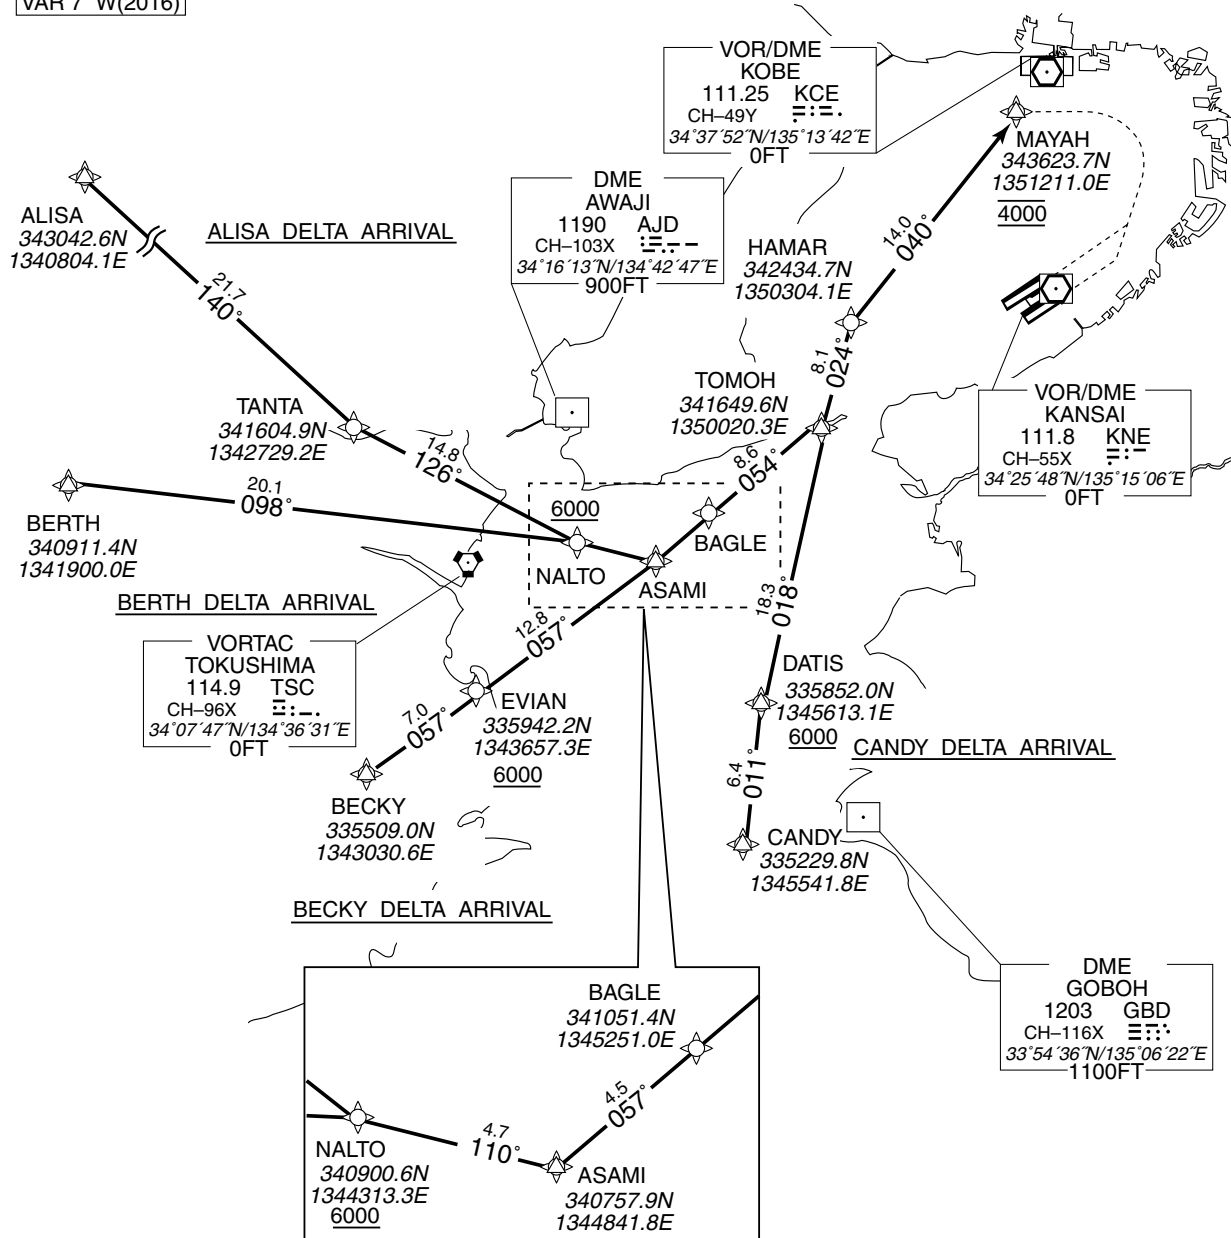 VAR 7°W(2016)
VOR/DME
KOBE
111.25 KCE
CH–49Y
34°37´52˝N/135°13´42˝E
0FT
MAYAH
343623.7N
1351211.0E
4000
ALISA
343042.6N
1340804.1E
ALISA DELTA ARRIVAL
DME
AWAJI
1190 AJD
CH–103X
34°16´13˝N/134°42´47˝E
900FT
HAMAR
342434.7N
1350304.1E
14.0
040°
21.7
140°
8.1
024°
TOMOH
341649.6N
1350020.3E
VOR/DME
KANSAI
111.8 KNE
CH–55X
34°25´48˝N/135°15´06˝E
0FT
TANTA
341604.9N
1342729.2E
14.8
126°
8.6
054°
20.1
098°
6000
BERTH
340911.4N
1341900.0E
BAGLE
NALTO
ASAMI
BERTH DELTA ARRIVAL
12.8
057°
18.3
018°
VORTAC
TOKUSHIMA
114.9 TSC
CH–96X
34°07´47˝N/134°36´31˝E
0FT
EVIAN
335942.2N
1343657.3E
6000
DATIS
335852.0N
1345613.1E
6000
7.0
057°
CANDY DELTA ARRIVAL
6.4
011°
BECKY
335509.0N
1343030.6E
CANDY
335229.8N
1345541.8E
BECKY DELTA ARRIVAL
DME
GOBOH
1203 GBD
CH–116X
33°54´36˝N/135°06´22˝E
1100FT
BAGLE
341051.4N
1345251.0E
4.5
057°
4.7
110°
NALTO
340900.6N
1344313.3E
6000
ASAMI
340757.9N
1344841.8E